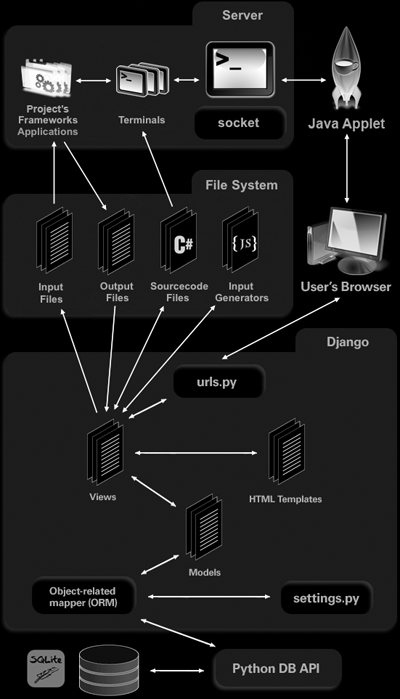 Server
>_
>_
Project's
Frameworks
Applications
Terminals
socket
Java Applet
File System
C#
{JS}
Input
Files
Output
Files
Sourcecode
Files
Input
Generators
User's Browser
Django
urls.py
Views
HTML Templates
Models
Object-related
mapper (ORM)
settings.py
SQLite
Python DB API